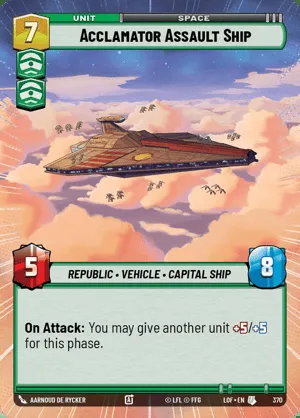 7
UNIT
SPACE
Acclamator Assault Ship
5
8
REPUBLIC • VEHICLE • CAPITAL SHIP
On Attack: You may give another unit +5/+5
for this phase.
AARNOUD DE RYCKER
© LFL © FFG
LOF • EN
370